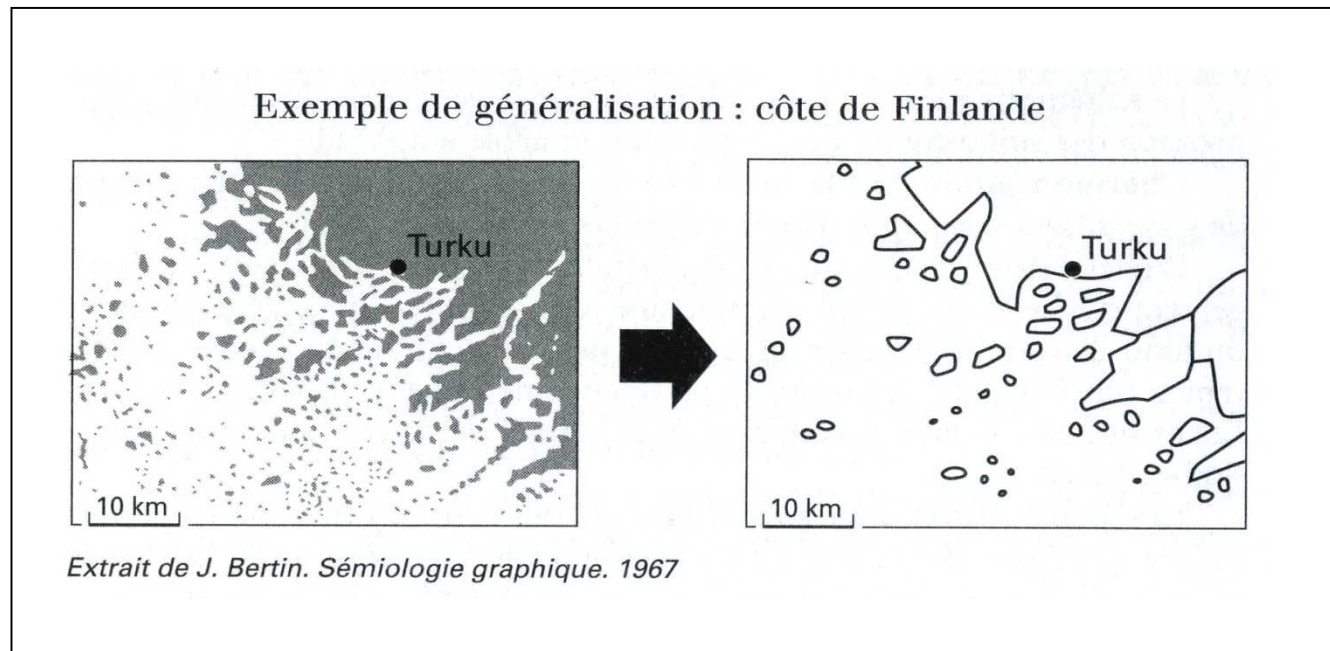 Exemple de généralisation : côte de Finlande
Turku
10 km
Turku
10 km
Extrait de J. Bertin. Sémiologie graphique. 1967